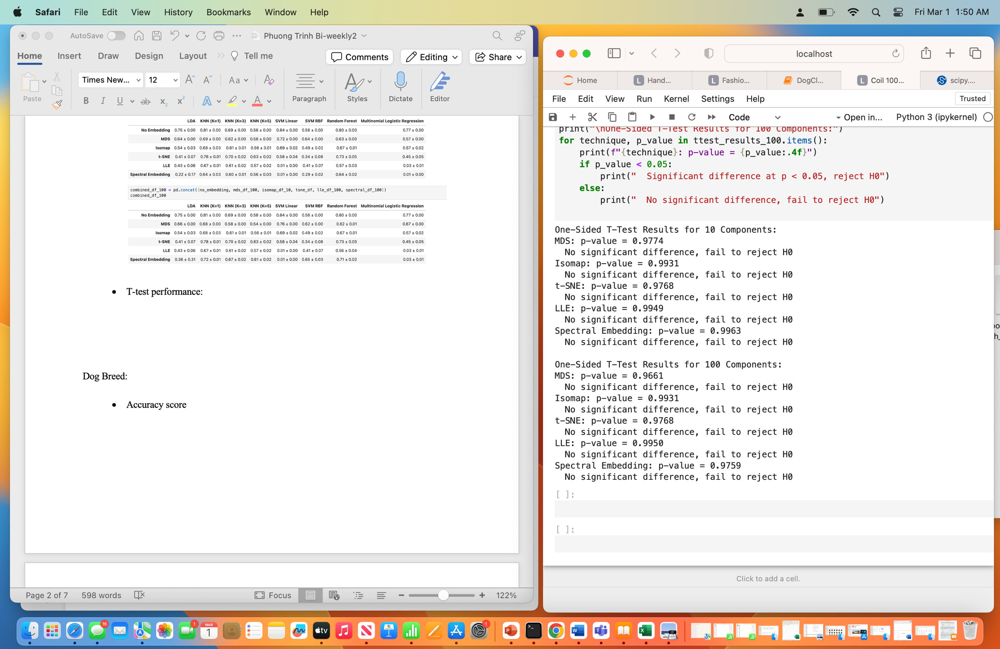 Safari File Edit View History Bookmarks Window Help
Fri Mar 1 1:50 AM
AutoSave
Phuong Trinh Bi-weekly2
Home Insert Draw Design Layout Tell me
Comments Editing Share
Paste
Times New... 12
Aa
B I U ab x2 x2 A A
Paragraph Styles Dictate Editor
LDA KNN (K=1) KNN (K=3) KNN (K=5) SVM Linear SVM RBF Random Forest Multinomial Logistic Regression
No Embedding 0.75 ± 0.00 0.81 ± 0.00 0.69 ± 0.00 0.58 ± 0.00 0.84 ± 0.00 0.58 ± 0.00 0.80 ± 0.00 0.77 ± 0.00
MDS 0.64 ± 0.00 0.69 ± 0.00 0.62 ± 0.00 0.58 ± 0.00 0.72 ± 0.00 0.64 ± 0.00 0.63 ± 0.00 0.57 ± 0.00
Isomap 0.54 ± 0.03 0.68 ± 0.03 0.61 ± 0.01 0.56 ± 0.01 0.69 ± 0.02 0.49 ± 0.02 0.67 ± 0.01 0.57 ± 0.02
t-SNE 0.41 ± 0.07 0.78 ± 0.01 0.70 ± 0.02 0.63 ± 0.02 0.58 ± 0.04 0.34 ± 0.08 0.73 ± 0.05 0.45 ± 0.05
LLE 0.43 ± 0.06 0.67 ± 0.01 0.61 ± 0.02 0.57 ± 0.02 0.01 ± 0.00 0.41 ± 0.07 0.57 ± 0.03 0.03 ± 0.01
Spectral Embedding 0.22 ± 0.17 0.64 ± 0.03 0.60 ± 0.01 0.56 ± 0.03 0.01 ± 0.00 0.29 ± 0.02 0.64 ± 0.02 0.01 ± 0.00
combined_df_100 = pd.concat([no_embedding, mds_df_100, isomap_df_10, tsne_df, lle_df_100, spectral_df_100])
combined_df_100
LDA KNN (K=1) KNN (K=3) KNN (K=5) SVM Linear SVM RBF Random Forest Multinomial Logistic Regression
No Embedding 0.75 ± 0.00 0.81 ± 0.00 0.69 ± 0.00 0.58 ± 0.00 0.84 ± 0.00 0.58 ± 0.00 0.80 ± 0.00 0.77 ± 0.00
MDS 0.66 ± 0.00 0.68 ± 0.00 0.58 ± 0.00 0.54 ± 0.00 0.76 ± 0.00 0.62 ± 0.00 0.62 ± 0.01 0.67 ± 0.00
Isomap 0.54 ± 0.03 0.68 ± 0.03 0.61 ± 0.01 0.56 ± 0.01 0.69 ± 0.02 0.49 ± 0.02 0.67 ± 0.01 0.57 ± 0.02
t-SNE 0.41 ± 0.07 0.78 ± 0.01 0.70 ± 0.02 0.63 ± 0.02 0.58 ± 0.04 0.34 ± 0.08 0.73 ± 0.05 0.45 ± 0.05
LLE 0.43 ± 0.06 0.67 ± 0.01 0.61 ± 0.02 0.57 ± 0.02 0.01 ± 0.00 0.41 ± 0.07 0.56 ± 0.04 0.03 ± 0.01
Spectral Embedding 0.36 ± 0.31 0.72 ± 0.01 0.67 ± 0.02 0.61 ± 0.02 0.01 ± 0.00 0.65 ± 0.03 0.71 ± 0.02 0.03 ± 0.01
• T-test performance:
Dog Breed:
• Accuracy score
Page 2 of 7 598 words Focus 122%
localhost
Home Hand... Fashio... DogCl... Coil 100... scipy....
File Edit View Run Kernel Settings Help Trusted
Code Open in... Python 3 (ipykernel)
print("\nOne-Sided T-Test Results for 100 Components:")
for technique, p_value in ttest_results_100.items():
print(f"{technique}: p-value = {p_value:.4f}")
if p_value < 0.05:
print("  Significant difference at p < 0.05, reject H0")
else:
print("  No significant difference, fail to reject H0")
One-Sided T-Test Results for 10 Components:
MDS: p-value = 0.9774
No significant difference, fail to reject H0
Isomap: p-value = 0.9931
No significant difference, fail to reject H0
t-SNE: p-value = 0.9768
No significant difference, fail to reject H0
LLE: p-value = 0.9949
No significant difference, fail to reject H0
Spectral Embedding: p-value = 0.9963
No significant difference, fail to reject H0
One-Sided T-Test Results for 100 Components:
MDS: p-value = 0.9661
No significant difference, fail to reject H0
Isomap: p-value = 0.9931
No significant difference, fail to reject H0
t-SNE: p-value = 0.9768
No significant difference, fail to reject H0
LLE: p-value = 0.9950
No significant difference, fail to reject H0
Spectral Embedding: p-value = 0.9759
No significant difference, fail to reject H0
[ ]:
[ ]:
Click to add a cell.
16
1
MAR
1
tv
1